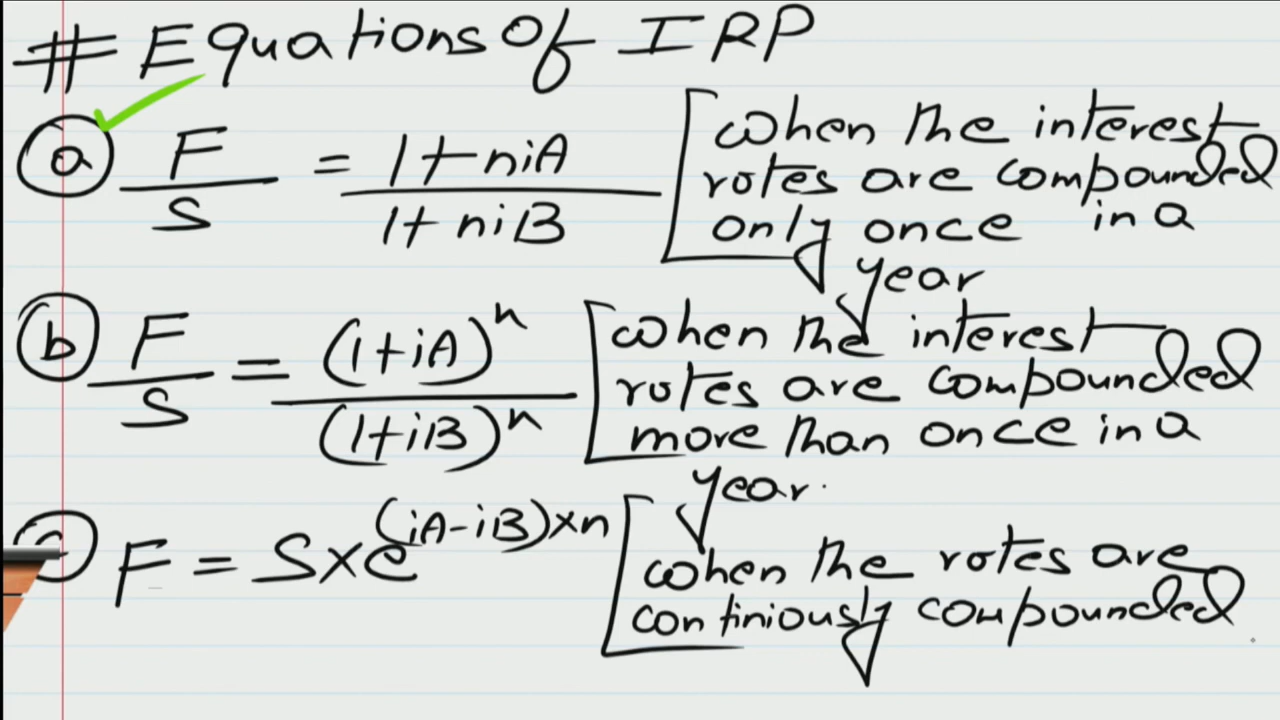 # Equations of IRP
a F/S = 1+niA / 1+niB [When the interest
rotes are compounded
only once in a
year
b F/S = (1+iA)^n / (1+iB)^n [When the interest
rotes are compounded
more than once in a
year.
F = S×e^(iA-iB)×n [When the rotes are
continiously compounded